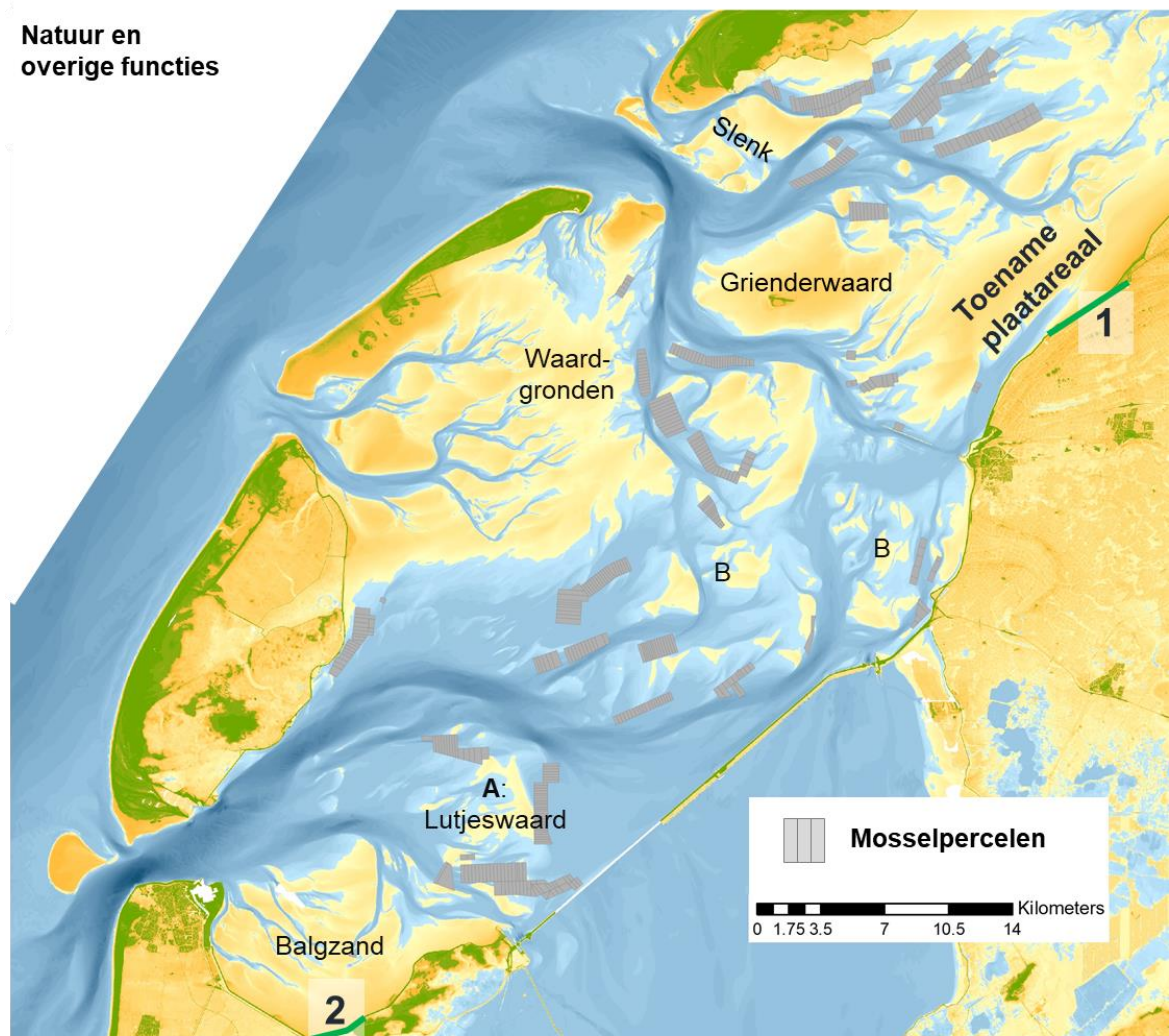 Natuur en
overige functies
Slenk
Grienderwaard
Toename
plaatareaal
1
Waard-
gronden
B
B
A:
Lutjeswaard
Mosselpercelen
Kilometers
0 1.75 3.5 7 10.5 14
Balgzand
2